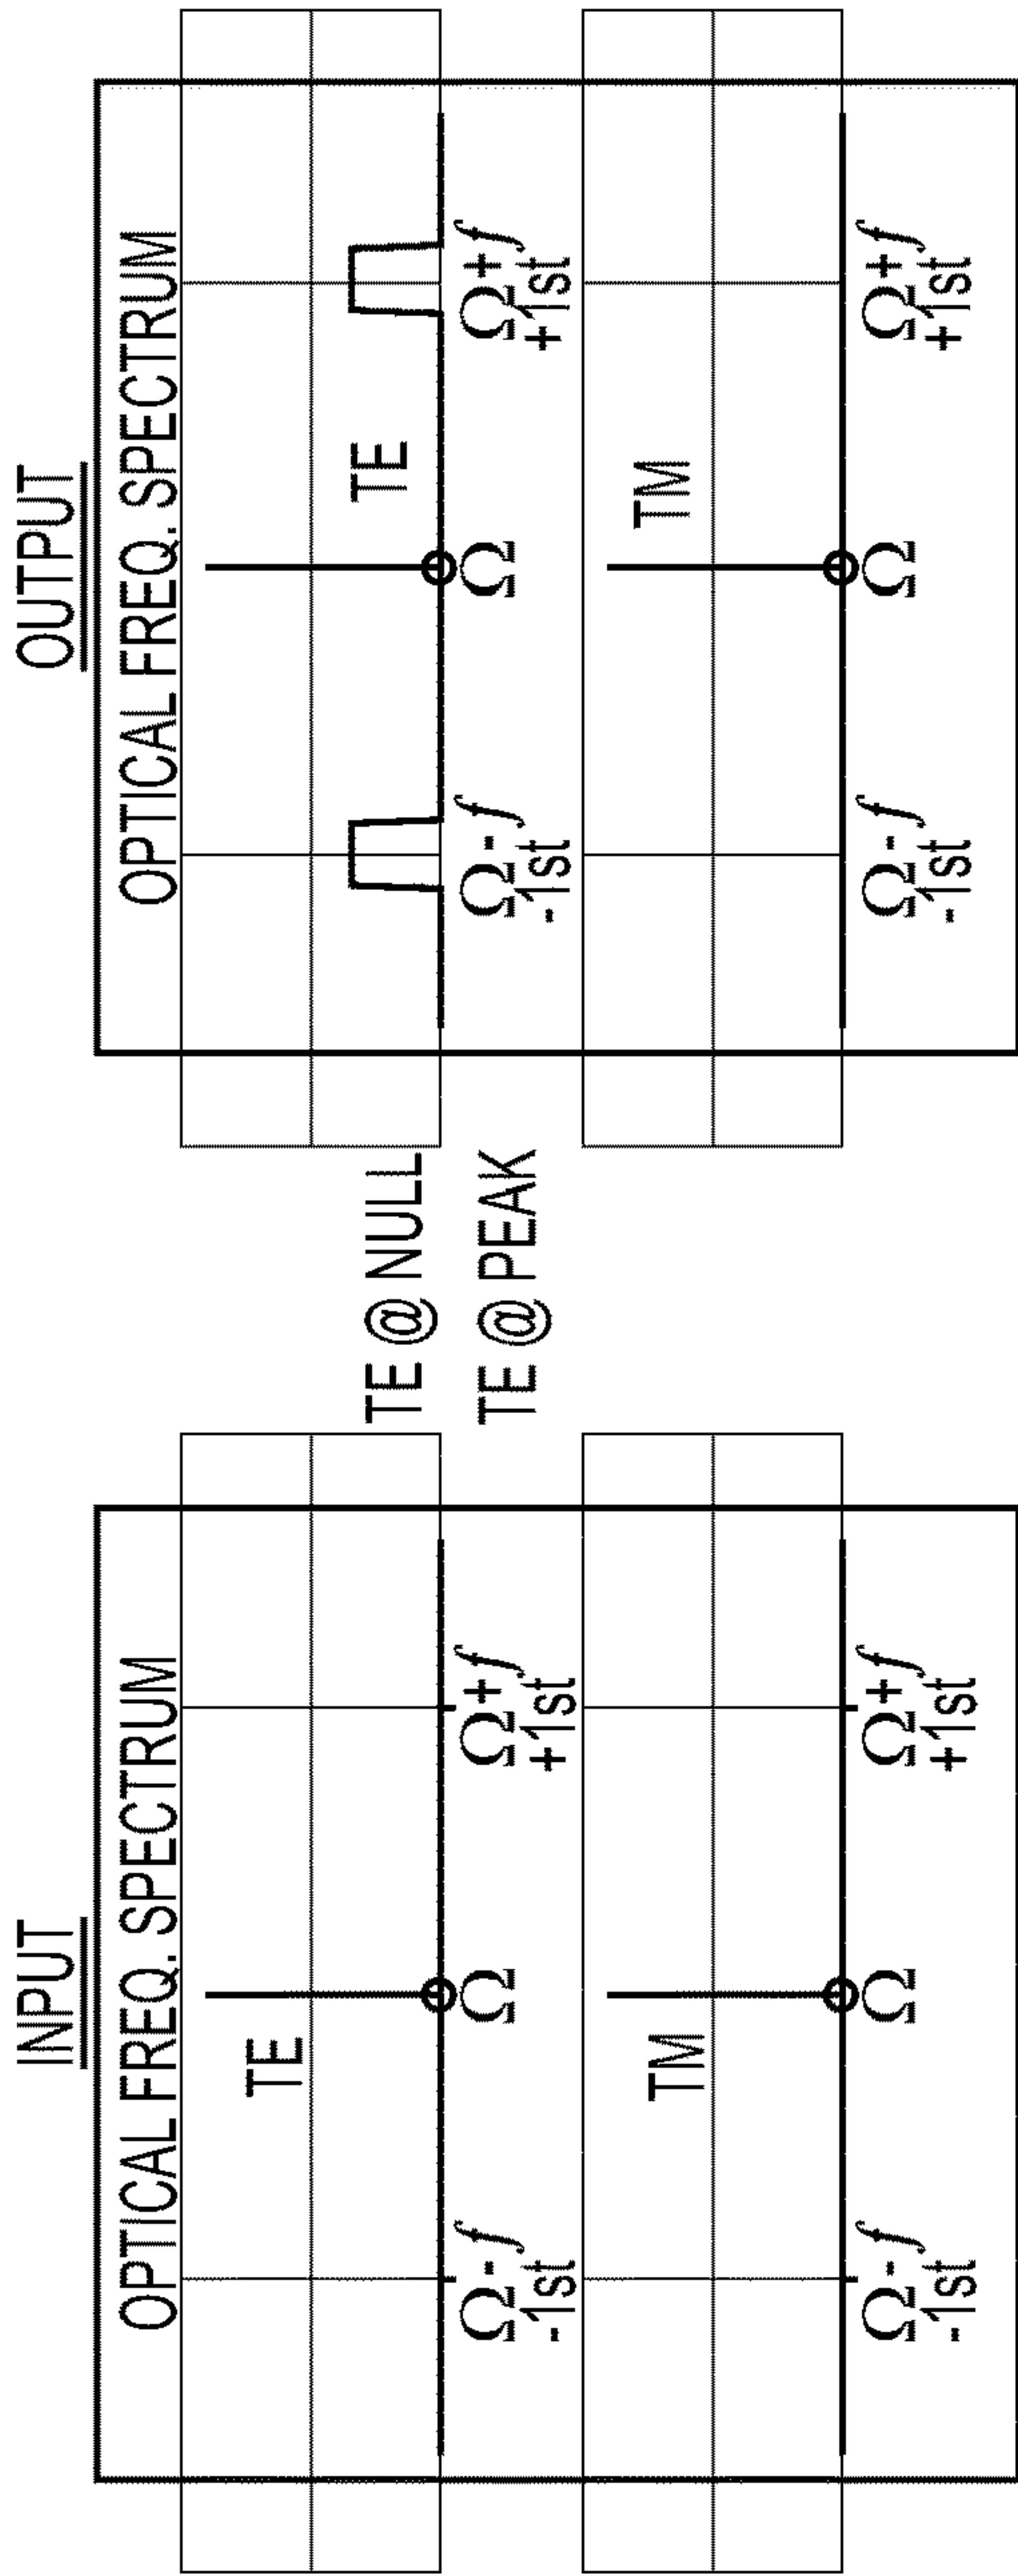 INPUT
OPTICAL FREQ. SPECTRUM
TE
Ω-f
-1st
Ω
Ω+f
+1st
TM
Ω-f
-1st
Ω
Ω+f
+1st
TE @ NULL
TE @ PEAK
OUTPUT
OPTICAL FREQ. SPECTRUM
TE
Ω-f
-1st
Ω
Ω+f
+1st
TM
Ω-f
-1st
Ω
Ω+f
+1st